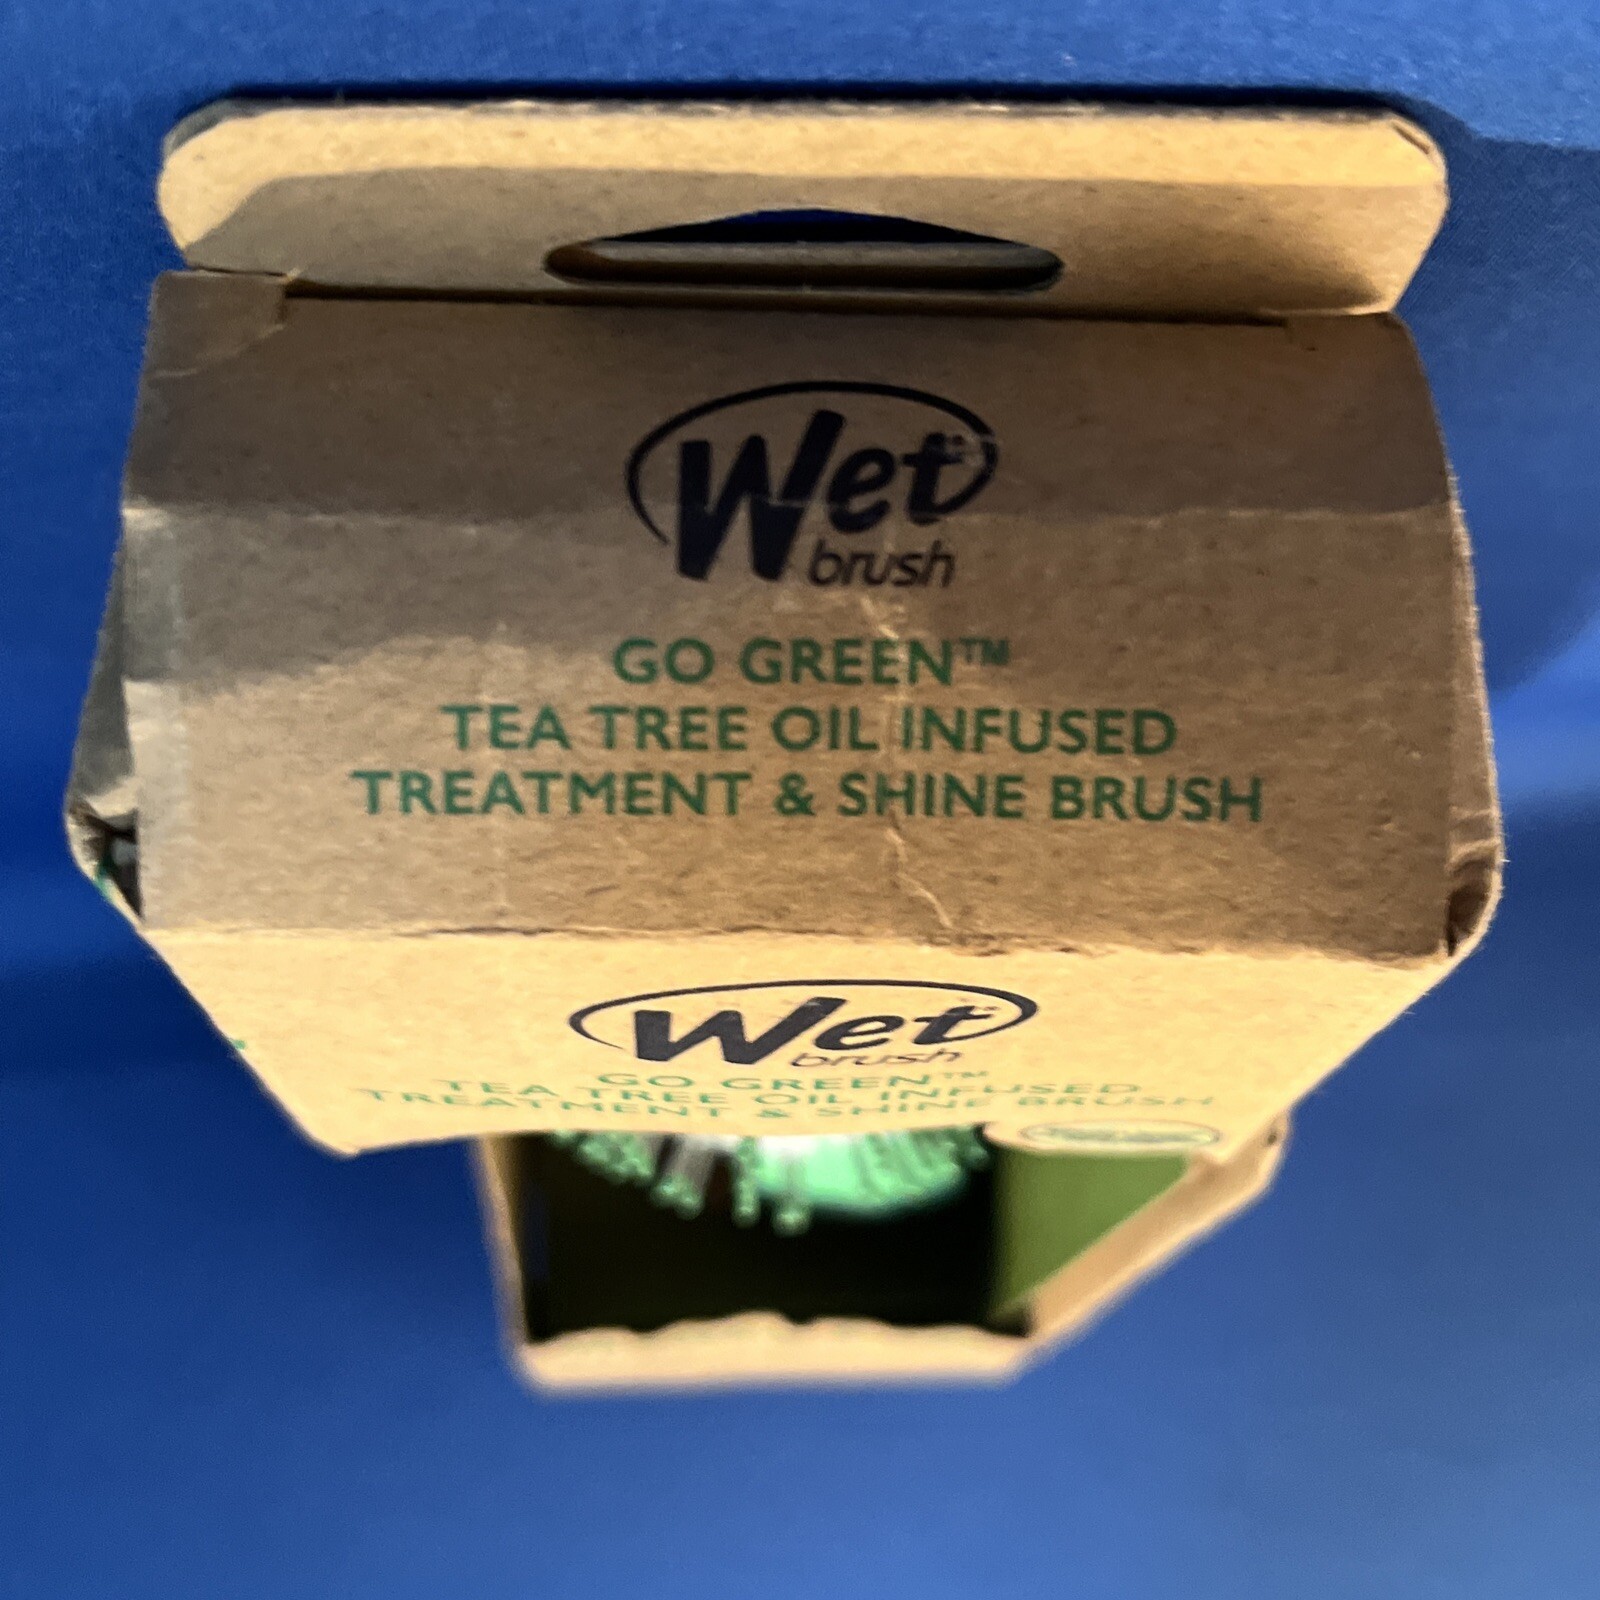 Wet
brush
GO GREEN™
TEA TREE OIL INFUSED
TREATMENT & SHINE BRUSH
Wet
brush
GO GREEN™
TEA TREE OIL INFUSED
TREATMENT & SHINE BRUSH